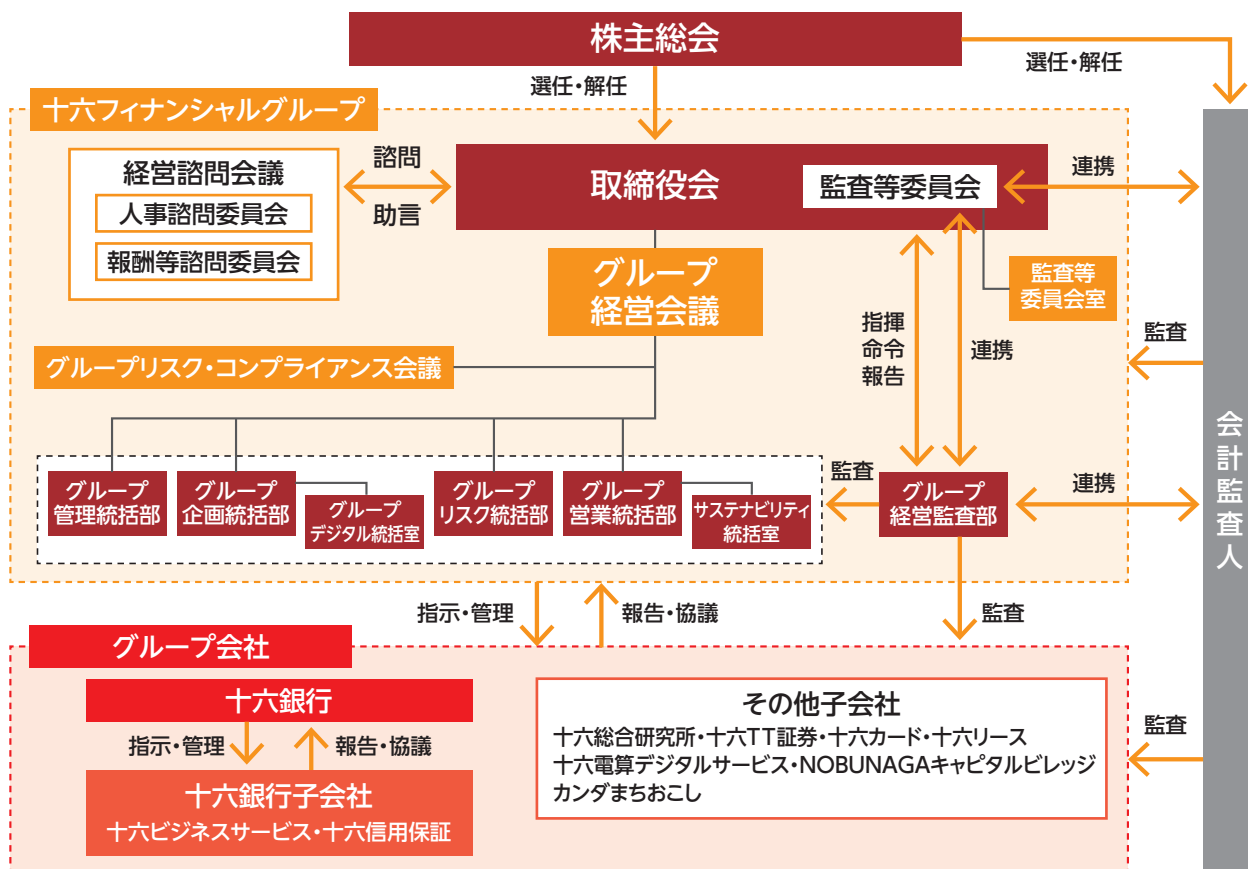 株主総会
選任・解任
選任・解任
十六フィナンシャルグループ
経営諮問会議
人事諮問委員会
報酬等諮問委員会
諮問
助言
取締役会
監査等委員会
連携
グループ
経営会議
監査等
委員会室
指揮
命令
報告
連携
監査
グループリスク・コンプライアンス会議
会計監査人
グループ
管理統括部
グループ
企画統括部
グループ
デジタル統括室
グループ
リスク統括部
グループ
営業統括部
サステナビリティ
統括室
監査
グループ
経営監査部
連携
指示・管理
報告・協議
監査
グループ会社
十六銀行
指示・管理
報告・協議
十六銀行子会社
十六ビジネスサービス・十六信用保証
その他子会社
十六総合研究所・十六TT証券・十六カード・十六リース
十六電算デジタルサービス・NOBUNAGAキャピタルビレッジ
カンダまちおこし
監査